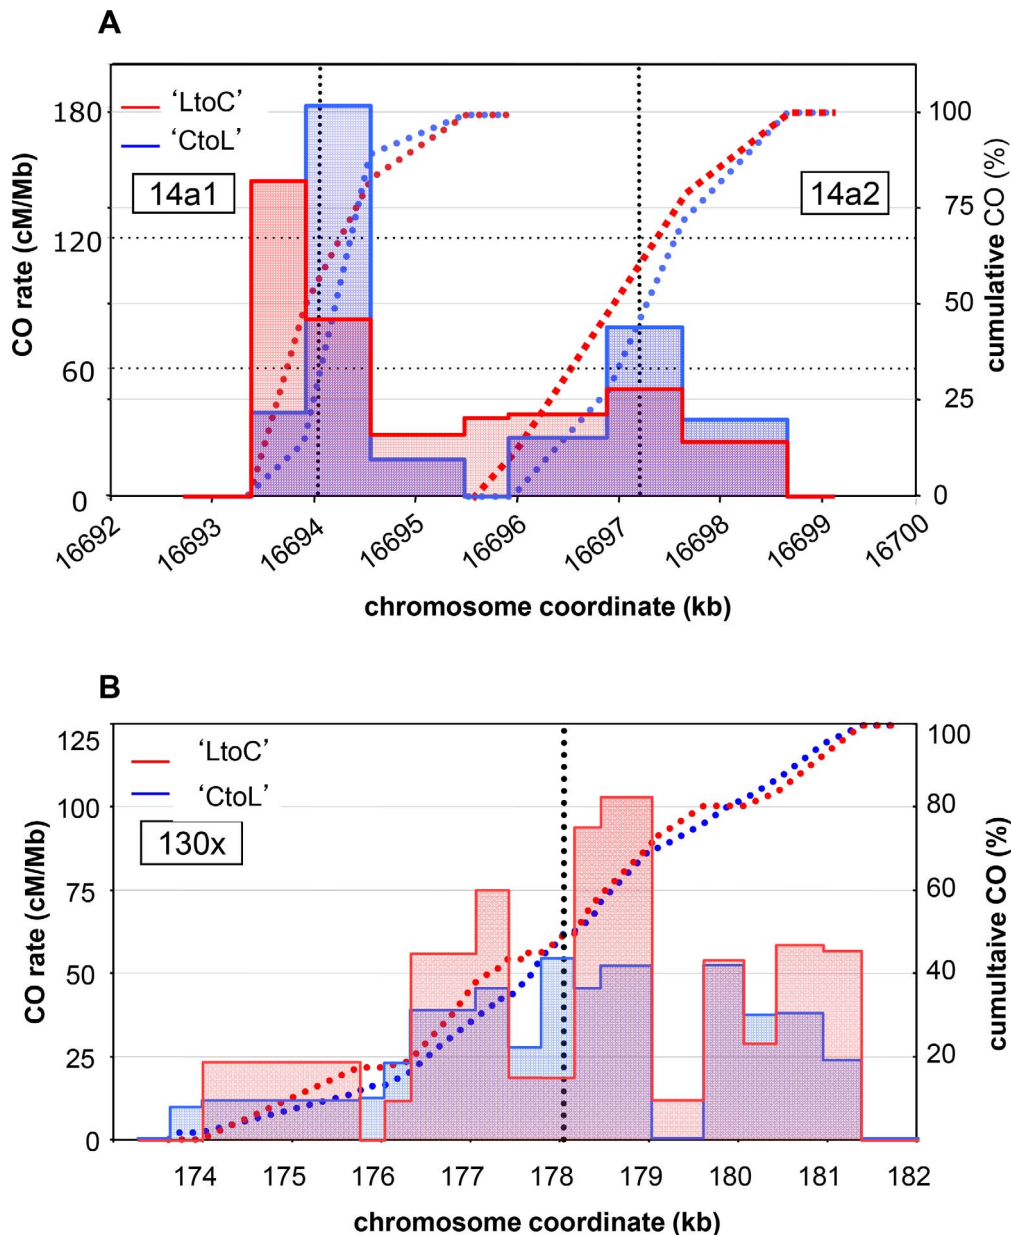 A
CO rate (cM/Mb)
180
120
60
0
'LtoC'
'CtoL'
14a1
14a2
100
75
50
25
0
cumulative CO (%)
16692 16693 16694 16695 16696 16697 16698 16699 16700
chromosome coordinate (kb)
B
CO rate (cM/Mb)
125
100
75
50
25
0
'LtoC'
'CtoL'
130x
100
80
60
40
20
cumultaive CO (%)
174 175 176 177 178 179 180 181 182
chromosome coordinate (kb)